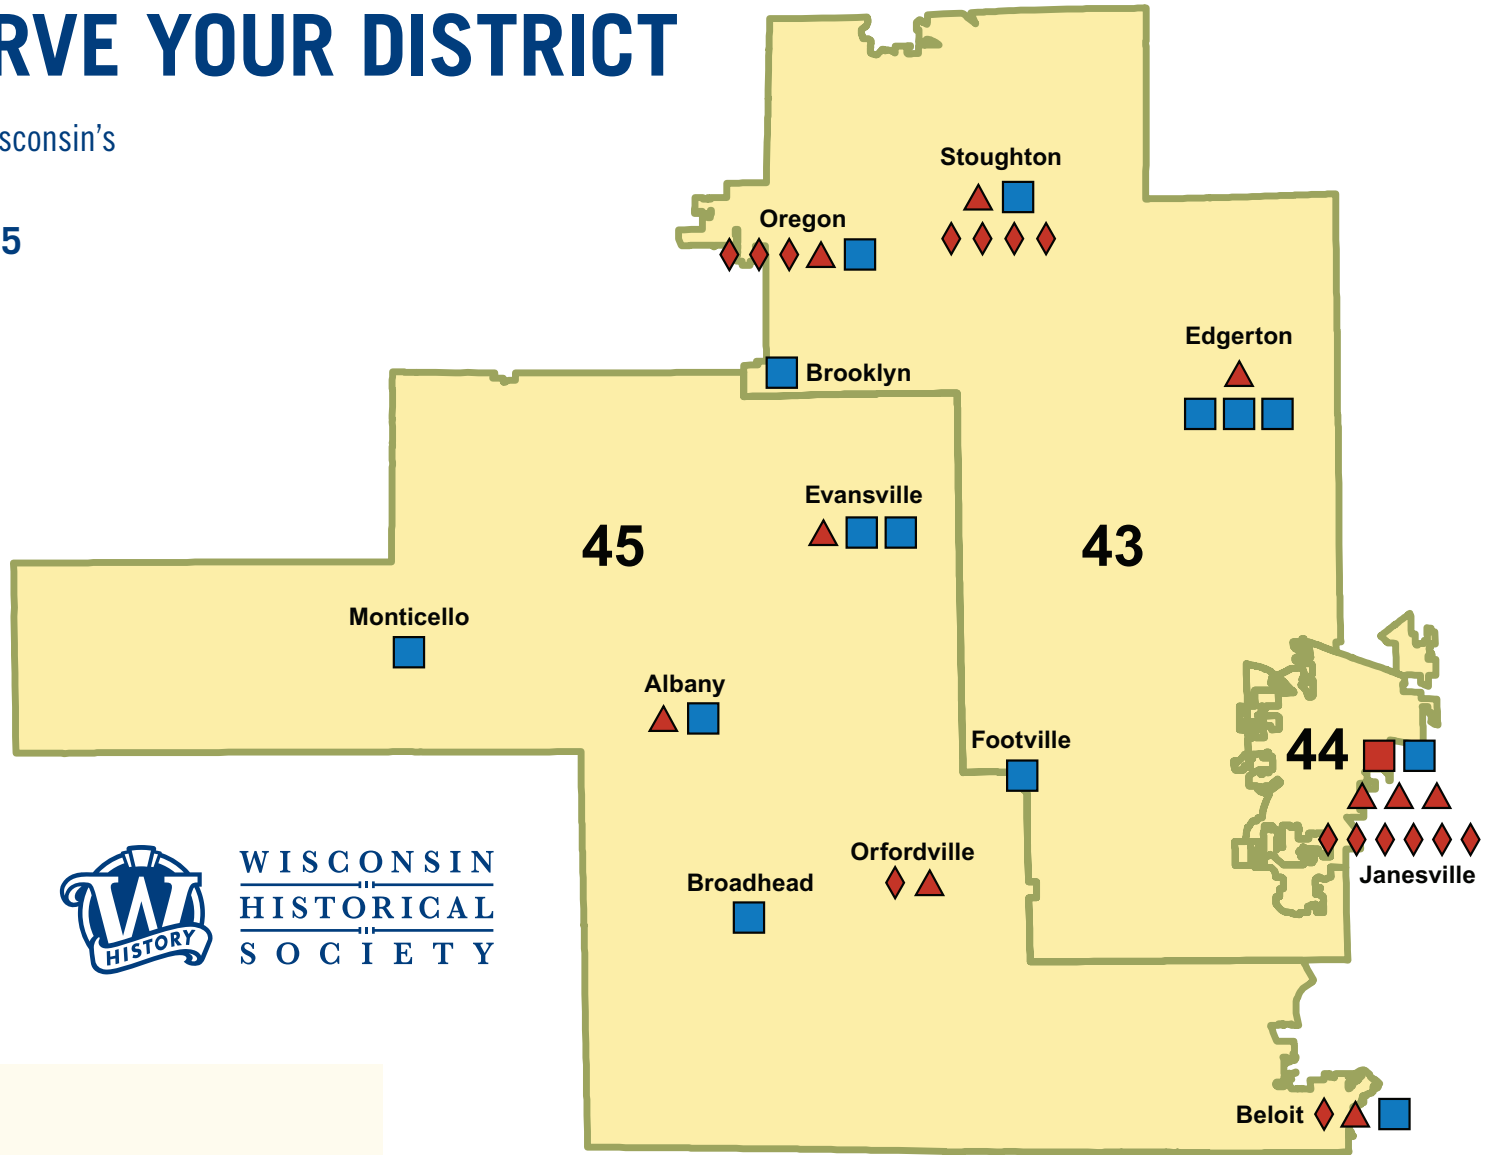 RVE YOUR DISTRICT
sconsin's
5
Stoughton
Oregon
Edgerton
Brooklyn
Evansville
45
43
Monticello
Albany
Footville
44
Orfordville
Broadhead
Janesville
W
HISTORY
WISCONSIN
HISTORICAL
SOCIETY
Beloit